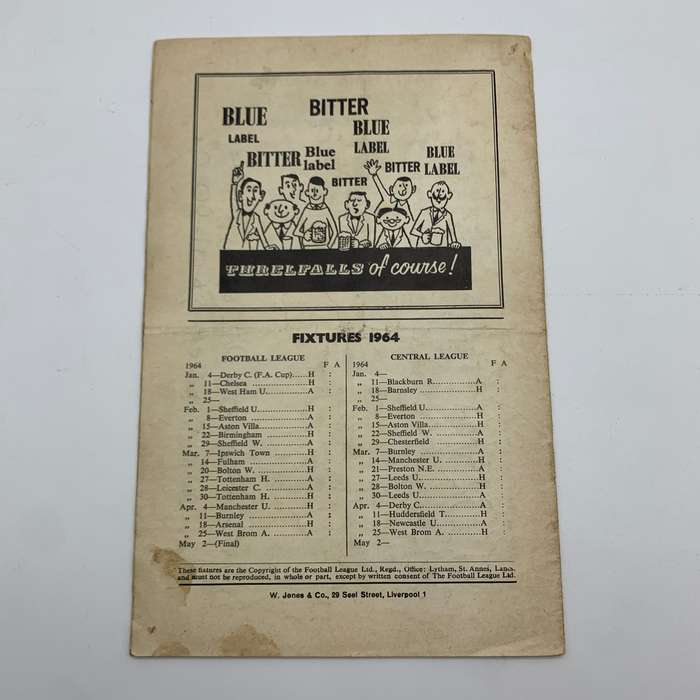 BITTER
BLUE
LABEL
BLUE
LABEL
BITTER Blue
label
BITTER
BITTER
BLUE
LABEL
THRELFALLS of course!
FIXTURES 1964
FOOTBALL LEAGUE
1964 F A
Jan. 4—Derby C. (F.A. Cup).....H :
„ 11—Chelsea ..................H :
„ 18—West Ham U...............A :
„ 25—
Feb. 1—Sheffield U..............H :
„ 8—Everton ..................A :
„ 15—Aston Villa...............A :
„ 22—Birmingham ..............H :
„ 29—Sheffield W. .............A :
Mar. 7—Ipswich Town ............H :
„ 14—Fulham ..................A :
„ 20—Bolton W. ...............H :
„ 27—Tottenham H. ............A :
„ 28—Leicester C. .............A :
„ 30—Tottenham H. ............H :
Apr. 4—Manchester U. ...........H :
„ 11—Burnley .................A :
„ 18—Arsenal .................H :
„ 25—West Brom A. ............A :
May 2—(Final)
CENTRAL LEAGUE
1964 F A
Jan. 4—
„ 11—Blackburn R...............A :
„ 18—Barnsley .................H :
„ 25—
Feb. 1—Sheffield U...............A :
„ 8—Everton ..................H :
„ 15—Aston Villa...............H :
„ 22—Sheffield W. .............A :
„ 29—Chesterfield .............H :
Mar. 7—Burnley ..................A :
„ 14—Manchester U. ............H :
„ 21—Preston N.E. .............A :
„ 27—Leeds U ..................H :
„ 28—Bolton W. ................H :
„ 30—Leeds U ..................A :
Apr. 4—Derby C...................A :
„ 11—Huddersfield T. ..........H :
„ 18—Newcastle U ..............A :
„ 25—West Brom A. .............H :
May 2—
These fixtures are the Copyright of the Football League Ltd., Regd., Office: Lytham, St. Annes, Lancs.
and must not be reproduced, in whole or part, except by written consent of The Football League Ltd.
W. Jones & Co., 29 Seel Street, Liverpool 1